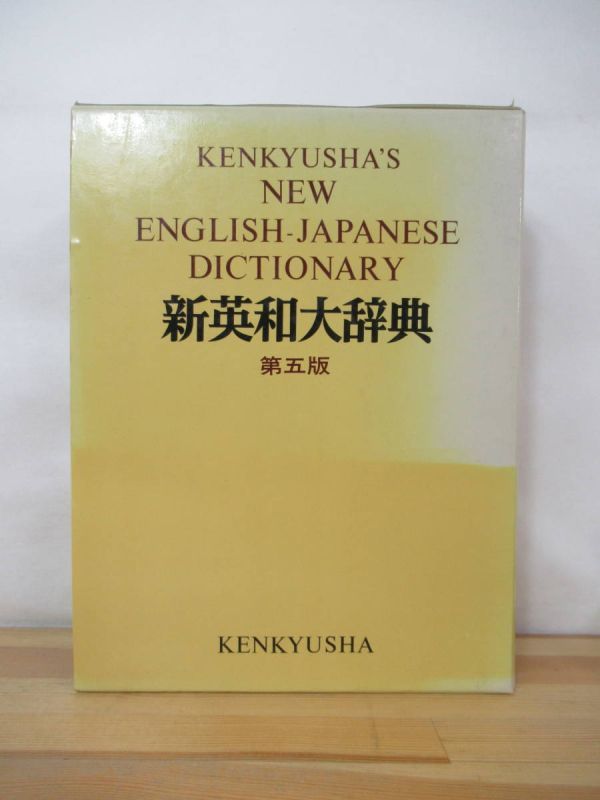 KENKYUSHA'S
NEW
ENGLISH-JAPANESE
DICTIONARY
新英和大辞典
第五版
KENKYUSHA